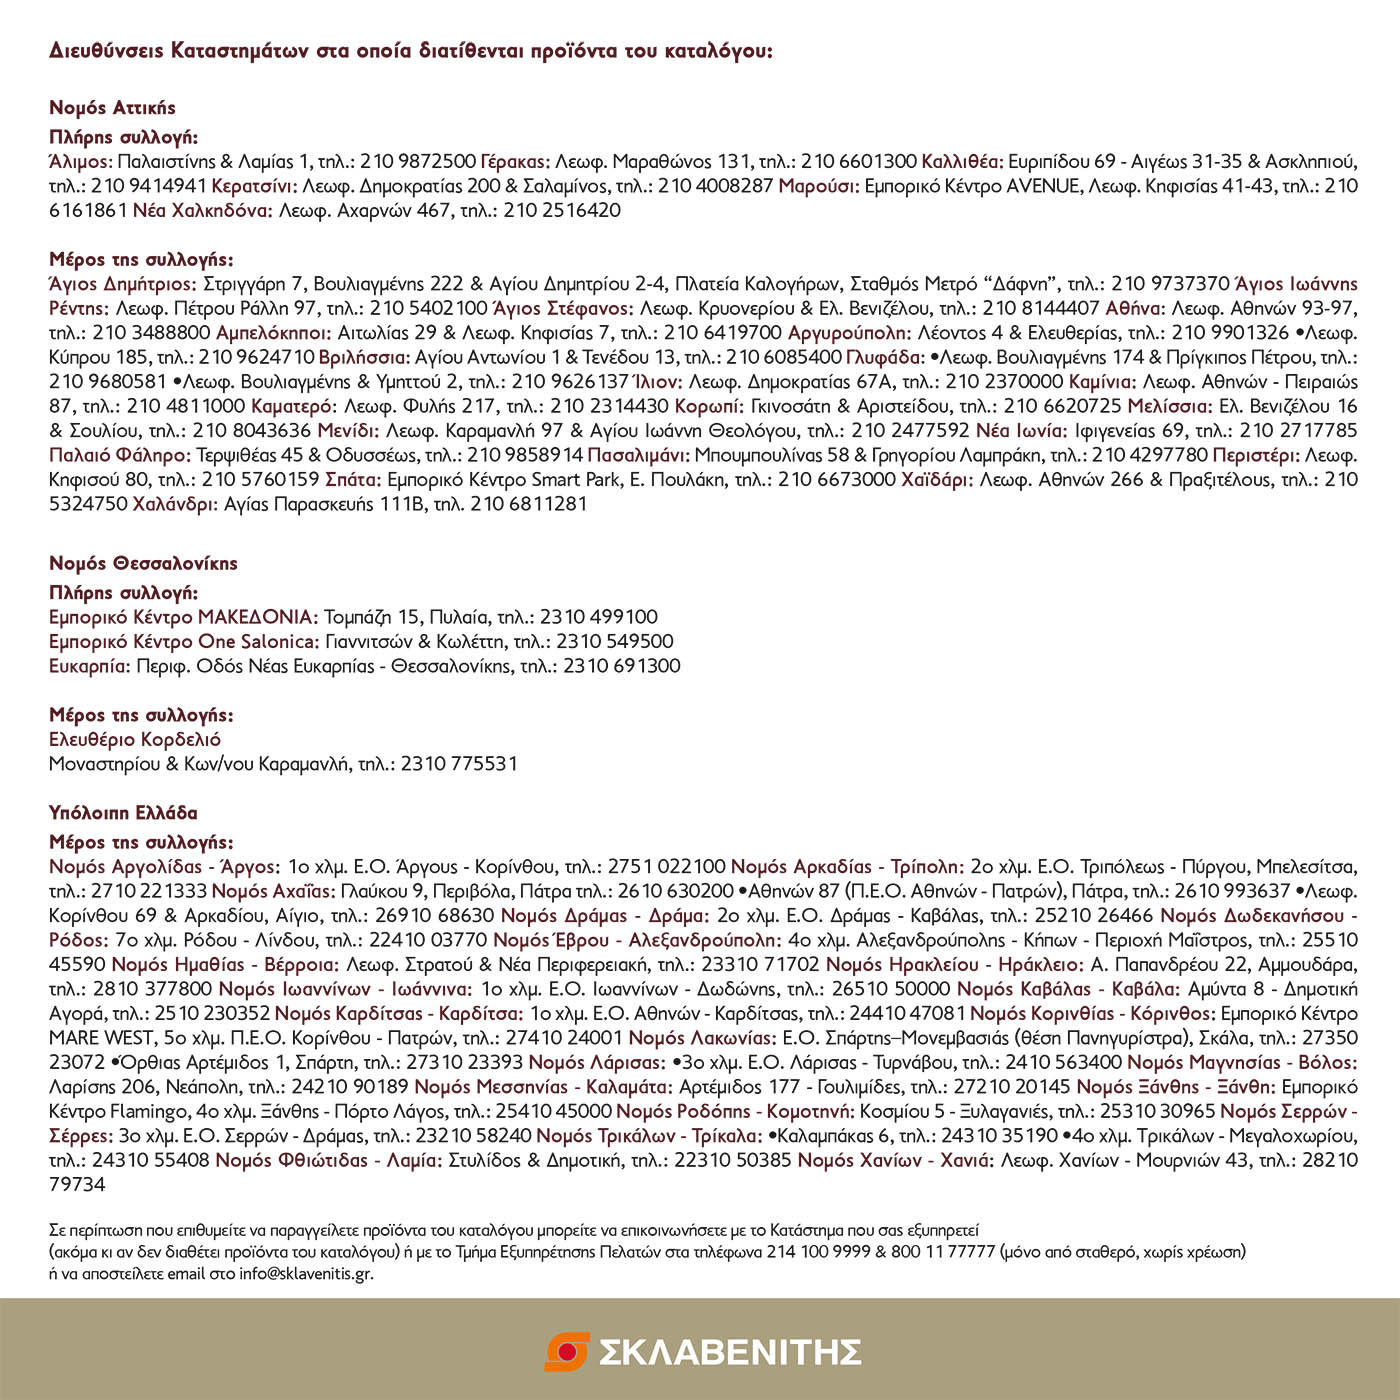 Διευθύνσεις Καταστημάτων στα οποία διατίθενται προϊόντα του καταλόγου:
Νομός Αττικής
Πλήρης συλλογή:
Άλιμος: Παλαιστίνης & Λαμίας 1, τηλ.: 210 9872500 Γέρακας: Λεωφ. Μαραθώνος 131, τηλ.: 210 6601300 Καλλιθέα: Ευριπίδου 69 - Αιγέως 31-35 & Ασκληπιού,
τηλ.: 210 9414941 Κερατσίνι: Λεωφ. Δημοκρατίας 200 & Σαλαμίνος, τηλ.: 210 4008287 Μαρούσι: Εμπορικό Κέντρο AVENUE, Λεωφ. Κηφισίας 41-43, τηλ.: 210
6161861 Νέα Χαλκηδόνα: Λεωφ. Αχαρνών 467, τηλ.: 210 2516420
Μέρος της συλλογής:
Άγιος Δημήτριος: Στριγγάρη 7, Βουλιαγμένης 222 & Αγίου Δημητρίου 2-4, Πλατεία Καλογήρων, Σταθμός Μετρό “Δάφνη”, τηλ.: 210 9737370 Άγιος Ιωάννης
Ρέντης: Λεωφ. Πέτρου Ράλλη 97, τηλ.: 210 5402100 Άγιος Στέφανος: Λεωφ. Κρυονερίου & Ελ. Βενιζέλου, τηλ.: 210 8144407 Αθήνα: Λεωφ. Αθηνών 93-97,
τηλ.: 210 3488800 Αμπελόκηποι: Αιτωλίας 29 & Λεωφ. Κηφισίας 7, τηλ.: 210 6419700 Αργυρούπολη: Λέοντος 4 & Ελευθερίας, τηλ.: 210 9901326 •Λεωφ.
Κύπρου 185, τηλ.: 210 9624710 Βριλήσσια: Αγίου Αντωνίου 1 & Τενέδου 13, τηλ.: 210 6085400 Γλυφάδα: •Λεωφ. Βουλιαγμένης 174 & Πρίγκιπος Πέτρου, τηλ.:
210 9680581 •Λεωφ. Βουλιαγμένης & Υμηττού 2, τηλ.: 210 9626137 Ίλιον: Λεωφ. Δημοκρατίας 67Α, τηλ.: 210 2370000 Καμίνια: Λεωφ. Αθηνών - Πειραιώς
87, τηλ.: 210 4811000 Καματερό: Λεωφ. Φυλής 217, τηλ.: 210 2314430 Κορωπί: Γκινοσάτη & Αριστείδου, τηλ.: 210 6620725 Μελίσσια: Ελ. Βενιζέλου 16
& Σουλίου, τηλ.: 210 8043636 Μενίδι: Λεωφ. Καραμανλή 97 & Αγίου Ιωάννη Θεολόγου, τηλ.: 210 2477592 Νέα Ιωνία: Ιφιγενείας 69, τηλ.: 210 2717785
Παλαιό Φάληρο: Τερψιθέας 45 & Οδυσσέως, τηλ.: 210 9858914 Πασαλιμάνι: Μπουμπουλίνας 58 & Γρηγορίου Λαμπράκη, τηλ.: 210 4297780 Περιστέρι: Λεωφ.
Κηφισού 80, τηλ.: 210 5760159 Σπάτα: Εμπορικό Κέντρο Smart Park, Ε. Πουλάκη, τηλ.: 210 6673000 Χαϊδάρι: Λεωφ. Αθηνών 266 & Πραξιτέλους, τηλ.: 210
5324750 Χαλάνδρι: Αγίας Παρασκευής 111Β, τηλ. 210 6811281
Νομός Θεσσαλονίκης
Πλήρης συλλογή:
Εμπορικό Κέντρο ΜΑΚΕΔΟΝΙΑ: Τομπάζη 15, Πυλαία, τηλ.: 2310 499100
Εμπορικό Κέντρο One Salonica: Γιαννιτσών & Κωλέττη, τηλ.: 2310 549500
Ευκαρπία: Περιφ. Οδός Νέας Ευκαρπίας - Θεσσαλονίκης, τηλ.: 2310 691300
Μέρος της συλλογής:
Ελευθέριο Κορδελιό
Μοναστηρίου & Κων/νου Καραμανλή, τηλ.: 2310 775531
Υπόλοιπη Ελλάδα
Μέρος της συλλογής:
Νομός Αργολίδας - Άργος: 1ο χλμ. Ε.Ο. Άργους - Κορίνθου, τηλ.: 2751 022100 Νομός Αρκαδίας - Τρίπολη: 2ο χλμ. Ε.Ο. Τριπόλεως - Πύργου, Μπελεσίτσα,
τηλ.: 2710 221333 Νομός Αχαΐας: Γλαύκου 9, Περιβόλα, Πάτρα τηλ.: 2610 630200 •Αθηνών 87 (Π.Ε.Ο. Αθηνών - Πατρών), Πάτρα, τηλ.: 2610 993637 •Λεωφ.
Κορίνθου 69 & Αρκαδίου, Αίγιο, τηλ.: 26910 68630 Νομός Δράμας - Δράμα: 2ο χλμ. Ε.Ο. Δράμας - Καβάλας, τηλ.: 25210 26466 Νομός Δωδεκανήσου -
Ρόδος: 7ο χλμ. Ρόδου - Λίνδου, τηλ.: 22410 03770 Νομός Έβρου - Αλεξανδρούπολη: 4ο χλμ. Αλεξανδρούπολης - Κήπων - Περιοχή Μαΐστρος, τηλ.: 25510
45590 Νομός Ημαθίας - Βέρροια: Λεωφ. Στρατού & Νέα Περιφερειακή, τηλ.: 23310 71702 Νομός Ηρακλείου - Ηράκλειο: Α. Παπανδρέου 22, Αμμουδάρα,
τηλ.: 2810 377800 Νομός Ιωαννίνων - Ιωάννινα: 1ο χλμ. Ε.Ο. Ιωαννίνων - Δωδώνης, τηλ.: 26510 50000 Νομός Καβάλας - Καβάλα: Αμύντα 8 - Δημοτική
Αγορά, τηλ.: 2510 230352 Νομός Καρδίτσας - Καρδίτσα: 1ο χλμ. Ε.Ο. Αθηνών - Καρδίτσας, τηλ.: 24410 47081 Νομός Κορινθίας - Κόρινθος: Εμπορικό Κέντρο
MARE WEST, 5ο χλμ. Π.Ε.Ο. Κορίνθου - Πατρών, τηλ.: 27410 24001 Νομός Λακωνίας: Ε.Ο. Σπάρτης–Μονεμβασιάς (θέση Πανηγυρίστρα), Σκάλα, τηλ.: 27350
23072 •Όρθιας Αρτέμιδος 1, Σπάρτη, τηλ.: 27310 23393 Νομός Λάρισας: •3ο χλμ. Ε.Ο. Λάρισας - Τυρνάβου, τηλ.: 2410 563400 Νομός Μαγνησίας - Βόλος:
Λαρίσης 206, Νεάπολη, τηλ.: 24210 90189 Νομός Μεσσηνίας - Καλαμάτα: Αρτέμιδος 177 - Γουλιμίδες, τηλ.: 27210 20145 Νομός Ξάνθης - Ξάνθη: Εμπορικό
Κέντρο Flamingo, 4ο χλμ. Ξάνθης - Πόρτο Λάγος, τηλ.: 25410 45000 Νομός Ροδόπης - Κομοτηνή: Κοσμίου 5 - Ξυλαγανιές, τηλ.: 25310 30965 Νομός Σερρών -
Σέρρες: 3ο χλμ. Ε.Ο. Σερρών - Δράμας, τηλ.: 23210 58240 Νομός Τρικάλων - Τρίκαλα: •Καλαμπάκας 6, τηλ.: 24310 35190 •4ο χλμ. Τρικάλων - Μεγαλοχωρίου,
τηλ.: 24310 55408 Νομός Φθιώτιδας - Λαμία: Στυλίδος & Δημοτική, τηλ.: 22310 50385 Νομός Χανίων - Χανιά: Λεωφ. Χανίων - Μουρνιών 43, τηλ.: 28210
79734
Σε περίπτωση που επιθυμείτε να παραγγείλετε προϊόντα του καταλόγου μπορείτε να επικοινωνήσετε με το Κατάστημα που σας εξυπηρετεί
(ακόμα κι αν δεν διαθέτει προϊόντα του καταλόγου) ή με το Τμήμα Εξυπηρέτησης Πελατών στα τηλέφωνα 214 100 9999 & 800 11 77777 (μόνο από σταθερό, χωρίς χρέωση)
ή να αποστείλετε email στο info@sklavenitis.gr.
ΣΚΛΑΒΕΝΙΤΗΣ